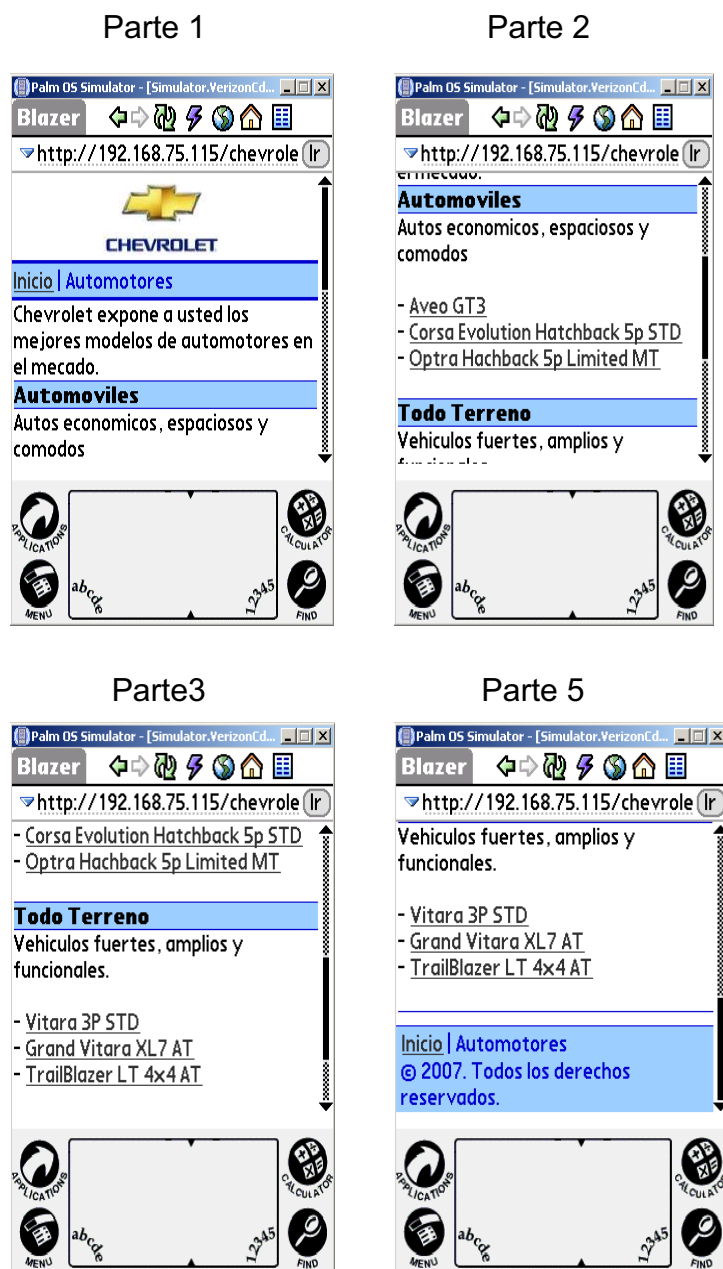 Parte 1
Palm OS Simulator - [Simulator.VerizonCd...
Blazer
http://192.168.75.115/chevrole Ir
CHEVROLET
Inicio | Automotores
Chevrolet expone a usted los
mejores modelos de automotores en
el mecado.
Automoviles
Autos economicos, espaciosos y
comodos
APPLICATIONS
CALCULATOR
MENU
abcde
12345
FIND
Parte 2
Palm OS Simulator - [Simulator.VerizonCd...
Blazer
http://192.168.75.115/chevrole Ir
el mecado.
Automoviles
Autos economicos, espaciosos y
comodos
- Aveo GT3
- Corsa Evolution Hatchback 5p STD
- Optra Hachback 5p Limited MT
Todo Terreno
Vehiculos fuertes, amplios y
funcionales.
APPLICATIONS
CALCULATOR
MENU
abcde
12345
FIND
Parte3
Palm OS Simulator - [Simulator.VerizonCd...
Blazer
http://192.168.75.115/chevrole Ir
- Corsa Evolution Hatchback 5p STD
- Optra Hachback 5p Limited MT
Todo Terreno
Vehiculos fuertes, amplios y
funcionales.
- Vitara 3P STD
- Grand Vitara XL7 AT
- TrailBlazer LT 4x4 AT
APPLICATIONS
CALCULATOR
MENU
abcde
12345
FIND
Parte 5
Palm OS Simulator - [Simulator.VerizonCd...
Blazer
http://192.168.75.115/chevrole Ir
Vehiculos fuertes, amplios y
funcionales.
- Vitara 3P STD
- Grand Vitara XL7 AT
- TrailBlazer LT 4x4 AT
Inicio | Automotores
© 2007. Todos los derechos
reservados.
APPLICATIONS
CALCULATOR
MENU
abcde
12345
FIND